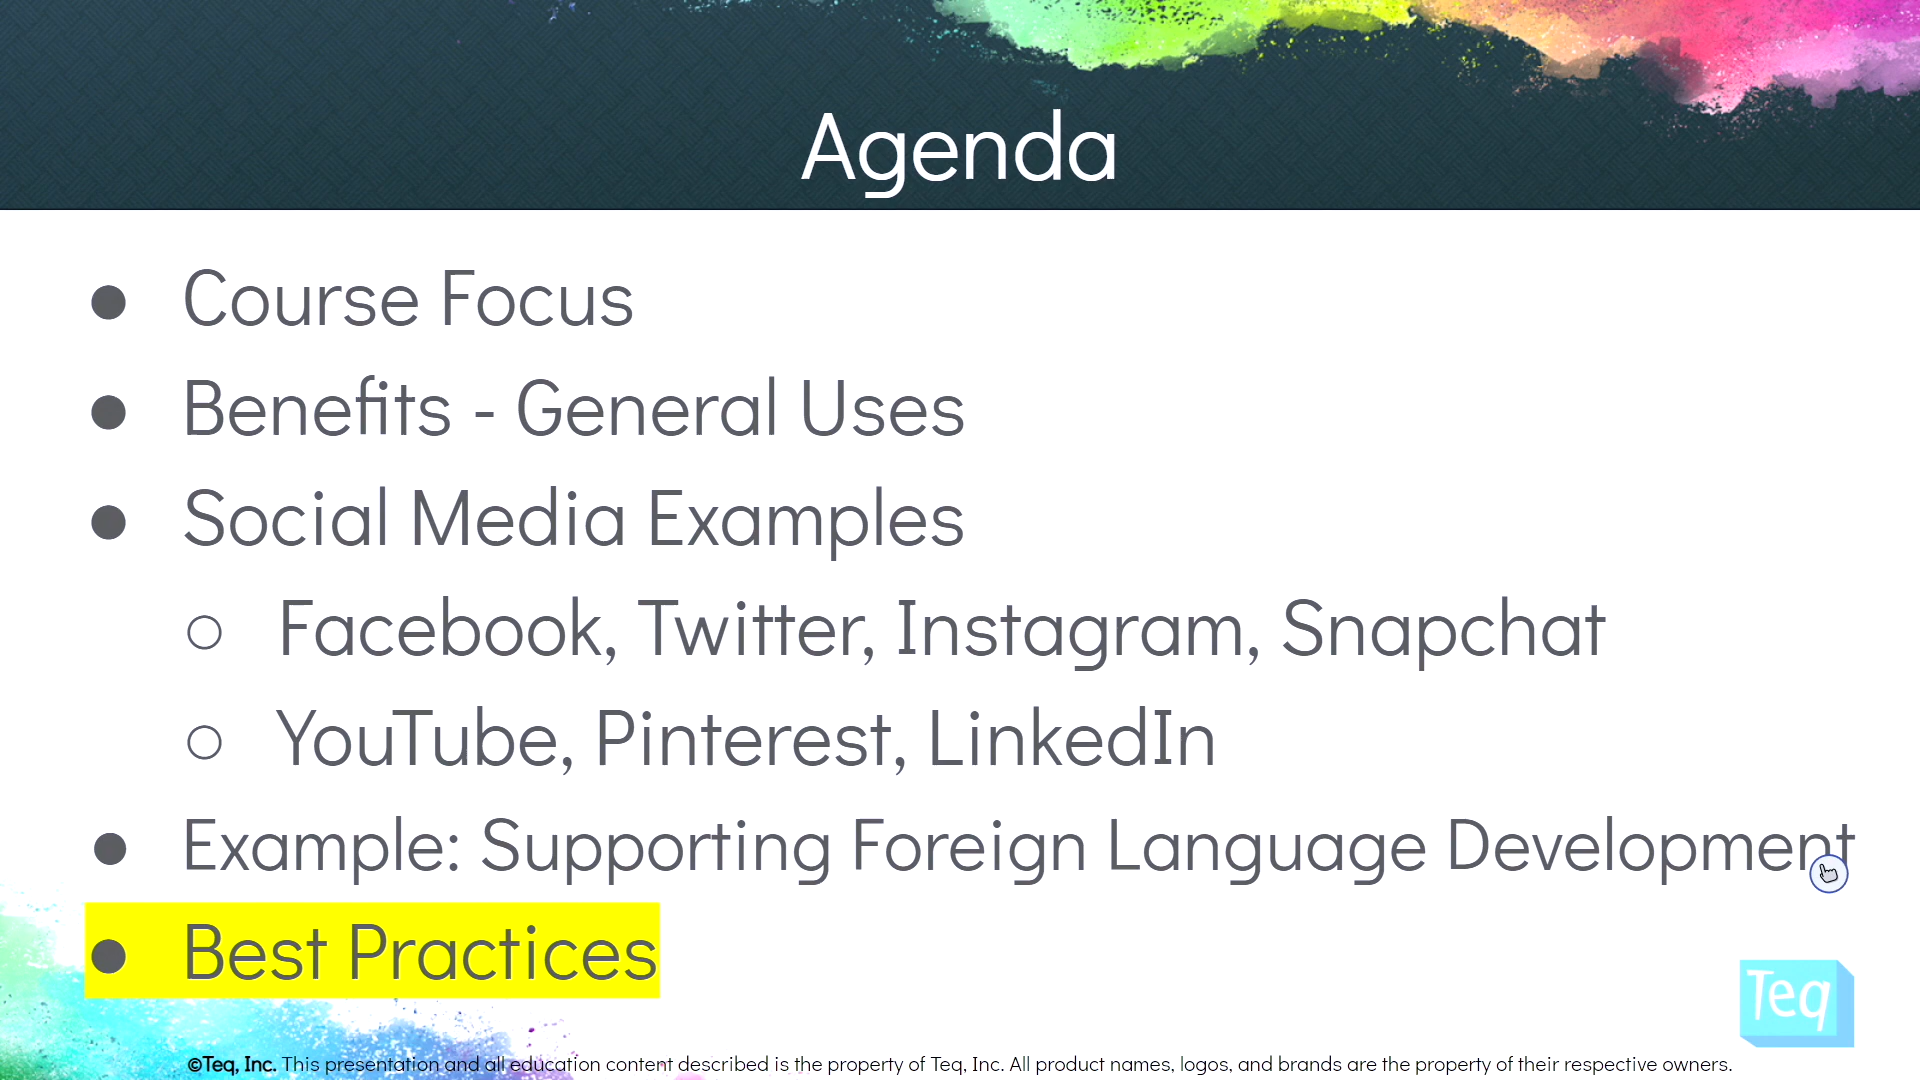 Agenda
● Course Focus
● Benefits - General Uses
● Social Media Examples
○ Facebook, Twitter, Instagram, Snapchat
○ YouTube, Pinterest, LinkedIn
● Example: Supporting Foreign Language Development
● Best Practices
Teq
©Teq, Inc. This presentation and all education content described is the property of Teq, Inc. All product names, logos, and brands are the property of their respective owners.